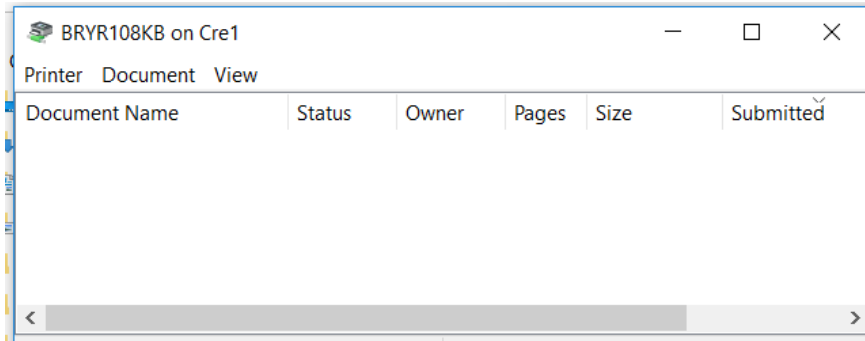 BRYR108KB on Cre1
Printer Document View
Document Name Status Owner Pages Size Submitted